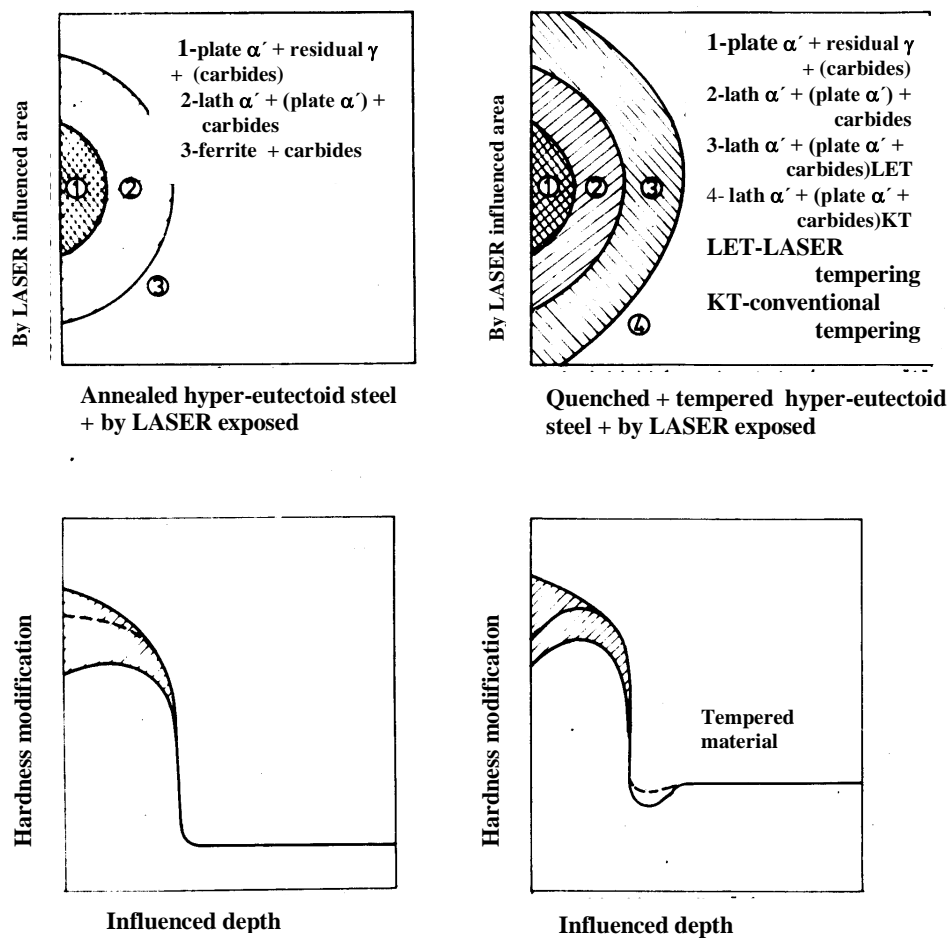 By LASER influenced area
1-plate α´ + residual γ
+ (carbides)
2-lath α´ + (plate α´) +
carbides
3-ferrite + carbides
1
2
3
Annealed hyper-eutectoid steel
+ by LASER exposed
By LASER influenced area
1-plate α´ + residual γ
+ (carbides)
2-lath α´ + (plate α´) +
carbides
3-lath α´ + (plate α´ +
carbides)LET
4- lath α´ + (plate α´ +
carbides)KT
LET-LASER
tempering
KT-conventional
tempering
1
2
3
4
Quenched + tempered hyper-eutectoid
steel + by LASER exposed
Hardness modification
Influenced depth
Hardness modification
Tempered
material
Influenced depth